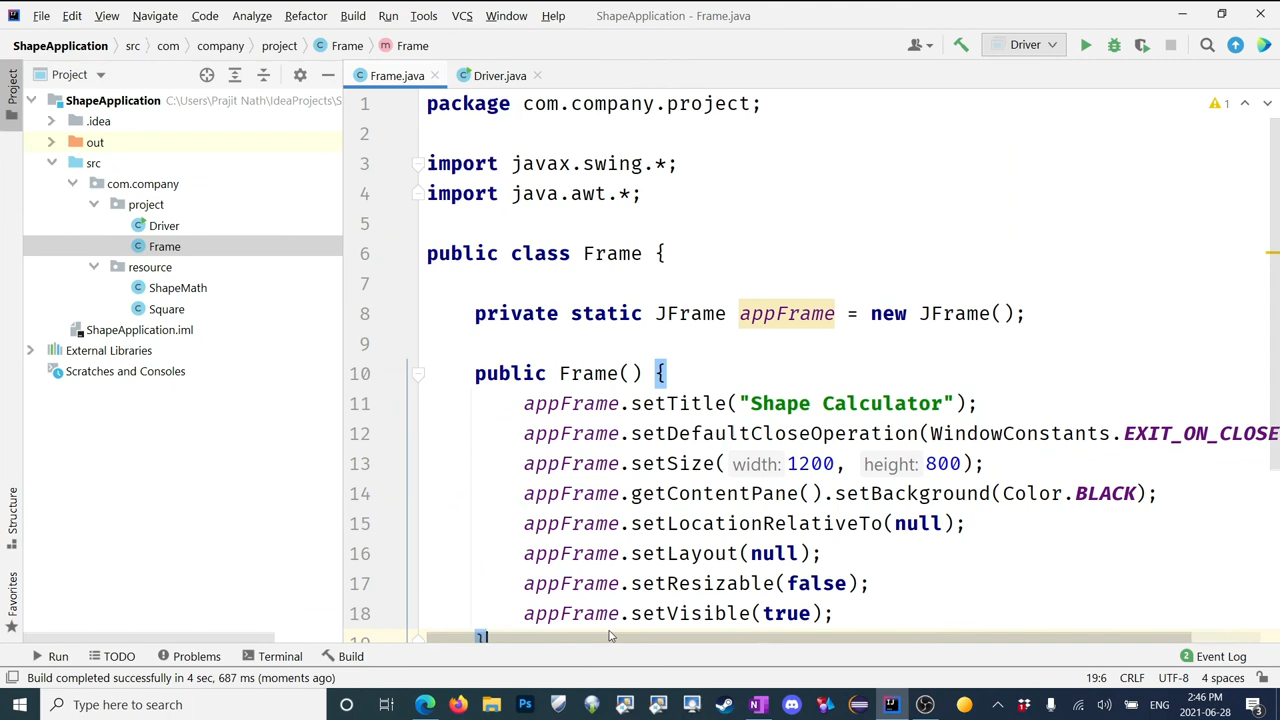 File Edit View Navigate Code Analyze Refactor Build Run Tools VCS Window Help ShapeApplication - Frame.java
ShapeApplication src com company project Frame Frame Driver
Project Frame.java Driver.java
Project
ShapeApplication C:\Users\Prajit Nath\IdeaProjects\S
.idea
out
src
com.company
project
Driver
Frame
resource
ShapeMath
Square
ShapeApplication.iml
External Libraries
Scratches and Consoles
Structure
Favorites
1
1 package com.company.project;
2
3 import javax.swing.*;
4 import java.awt.*;
5
6 public class Frame {
7
8 private static JFrame appFrame = new JFrame();
9
10 public Frame() {
11 appFrame.setTitle("Shape Calculator");
12 appFrame.setDefaultCloseOperation(WindowConstants.EXIT_ON_CLOSE
13 appFrame.setSize( width: 1200, height: 800);
14 appFrame.getContentPane().setBackground(Color.BLACK);
15 appFrame.setLocationRelativeTo(null);
16 appFrame.setLayout(null);
17 appFrame.setResizable(false);
18 appFrame.setVisible(true);
19 }
Run TODO Problems Terminal Build 2 Event Log
Build completed successfully in 4 sec, 687 ms (moments ago) 19:6 CRLF UTF-8 4 spaces
Type here to search Ps ENG 2:46 PM
2021-06-28 3